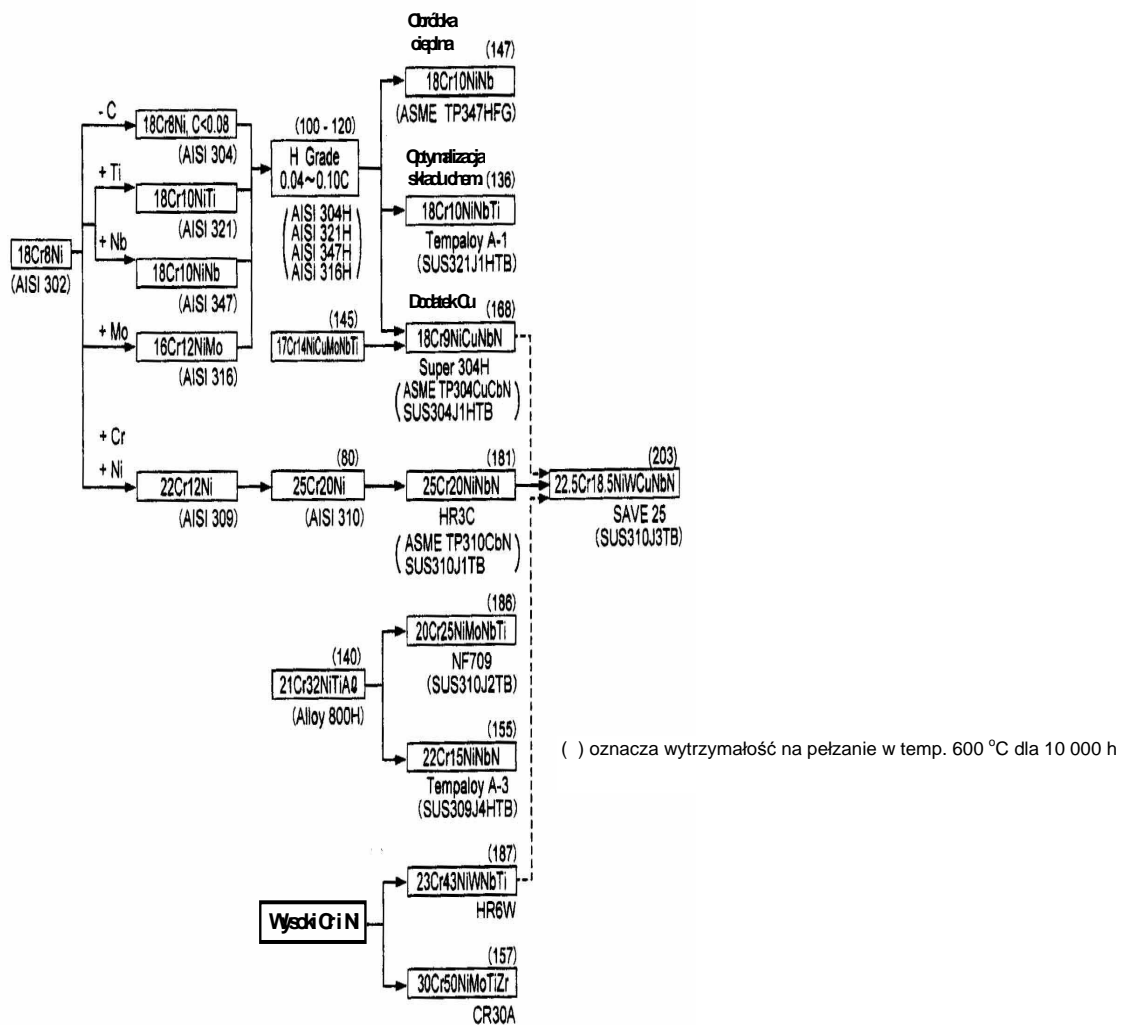 Obróbka
cieplna
(147)
18Cr10NiNb
(ASME TP347HFG)
- C
18Cr8Ni, C<0.08
(AISI 304)
(100 - 120)
H Grade
0.04~0.10C
(AISI 304H
AISI 321H
AISI 347H
AISI 316H)
Optymalizacja
składu chem.
(136)
18Cr10NiNbTi
Tempaloy A-1
(SUS321J1HTB)
+ Ti
18Cr10NiTi
(AISI 321)
18Cr8Ni
(AISI 302)
+ Nb
18Cr10NiNb
(AISI 347)
+ Mo
16Cr12NiMo
(AISI 316)
(145)
17Cr14NiCuMoNbTi
Dodatek Cu
(168)
18Cr9NiCuNbN
Super 304H
(ASME TP304CuCbN
SUS304J1HTB)
+ Cr
+ Ni
22Cr12Ni
(AISI 309)
(80)
25Cr20Ni
(AISI 310)
(181)
25Cr20NiNbN
HR3C
(ASME TP310CbN
SUS310J1TB)
(203)
22.5Cr18.5NiWCuNbN
SAVE 25
(SUS310J3TB)
(140)
21Cr32NiTiAℓ
(Alloy 800H)
(186)
20Cr25NiMoNbTi
NF709
(SUS310J2TB)
(155)
22Cr15NiNbN
Tempaloy A-3
(SUS309J4HTB)
( ) oznacza wytrzymałość na pełzanie w temp. 600 °C dla 10 000 h
Wysoki Cr i Ni
(187)
23Cr43NiWNbTi
HR6W
(157)
30Cr50NiMoTiZr
CR30A